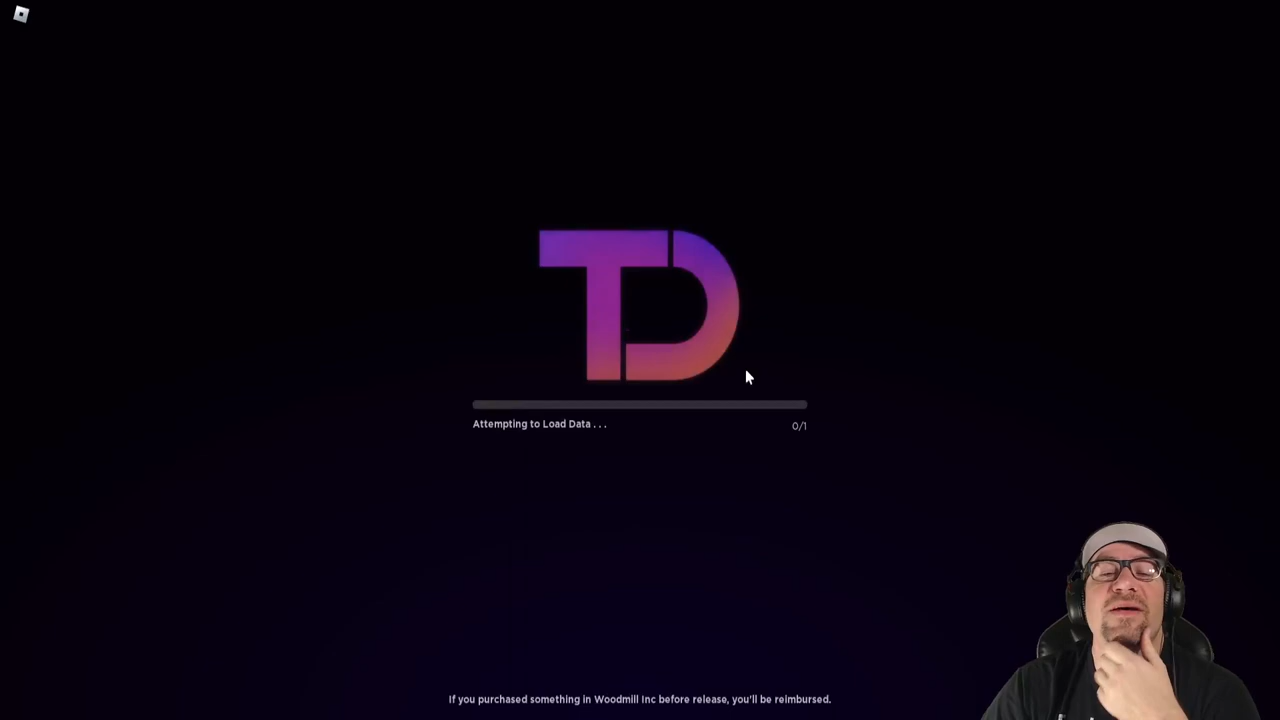 TD
Attempting to Load Data . . .
0/1
If you purchased something in Woodmill Inc before release, you'll be reimbursed.